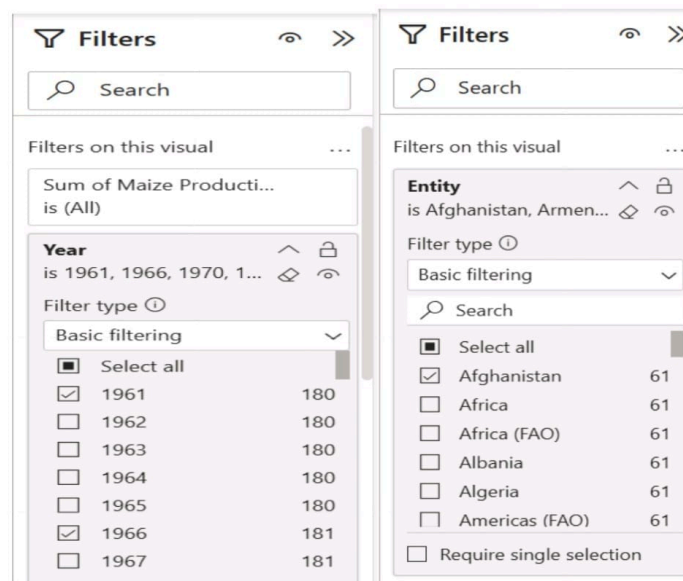 Filters
Search
Filters on this visual
...
Sum of Maize Producti...
is (All)
Year
is 1961, 1966, 1970, 1...
Filter type
Basic filtering
Select all
1961 180
1962 180
1963 180
1964 180
1965 180
1966 181
1967 181
Filters
Search
Filters on this visual
...
Entity
is Afghanistan, Armen...
Filter type
Basic filtering
Search
Select all
Afghanistan 61
Africa 61
Africa (FAO) 61
Albania 61
Algeria 61
Americas (FAO) 61
Require single selection